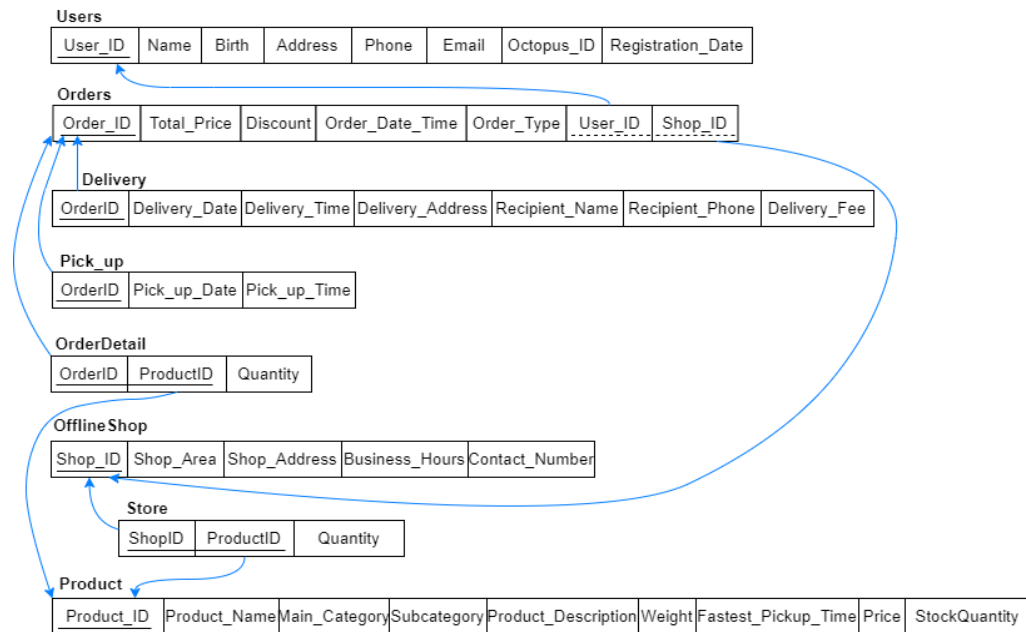 Users
User_ID Name Birth Address Phone Email Octopus_ID Registration_Date
Orders
Order_ID Total_Price Discount Order_Date_Time Order_Type User_ID Shop_ID
Delivery
OrderID Delivery_Date Delivery_Time Delivery_Address Recipient_Name Recipient_Phone Delivery_Fee
Pick_up
OrderID Pick_up_Date Pick_up_Time
OrderDetail
OrderID ProductID Quantity
OfflineShop
Shop_ID Shop_Area Shop_Address Business_Hours Contact_Number
Store
ShopID ProductID Quantity
Product
Product_ID Product_Name Main_Category Subcategory Product_Description Weight Fastest_Pickup_Time Price StockQuantity